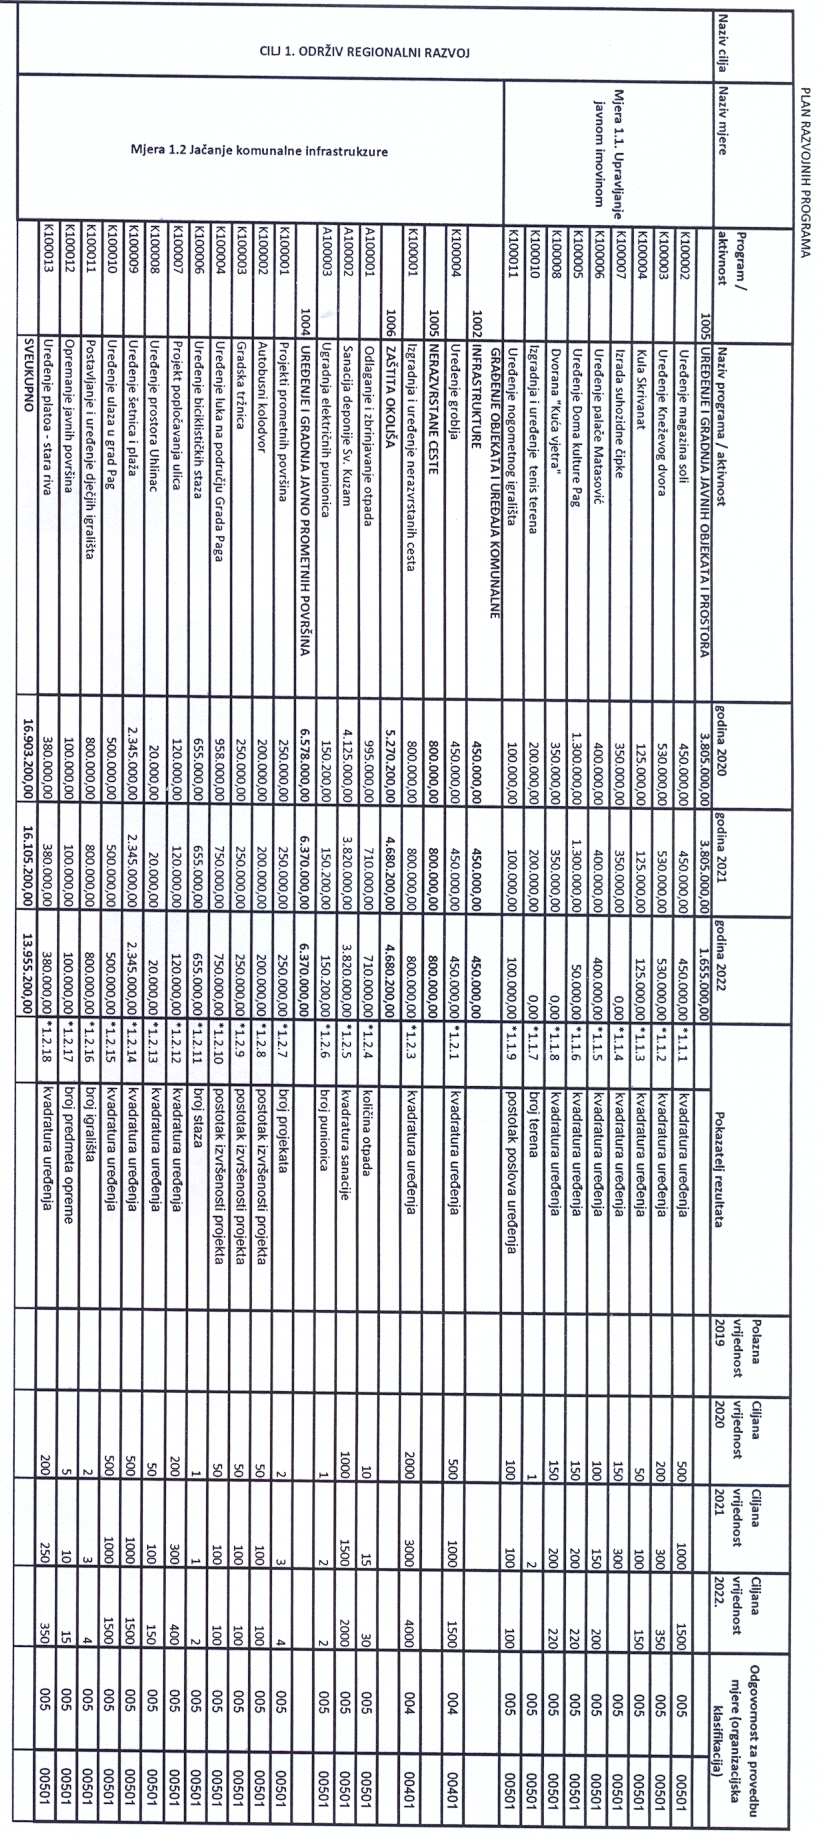 PLAN RAZVOJNIH PROGRAMA
Naziv cilja | Naziv mjere | Program / aktivnost | Naziv programa / aktivnost | godina 2020 | godina 2021 | godina 2022 | Pokazatelj rezultata | Polazna vrijednost 2019 | Ciljana vrijednost 2020 | Ciljana vrijednost 2021 | Ciljana vrijednost 2022. | Odgovornost za provedbu mjere (organizacijska klasifikacija)
CILJ 1. ODRŽIV REGIONALNI RAZVOJ
Mjera 1.1. Upravljanje javnom imovinom
1005 UREĐENJE I GRADNJA JAVNIH OBJEKATA I PROSTORA 3.805.000,00 3.805.000,00 1.655.000,00
K100002 Uređenje magazina soli 450.000,00 450.000,00 450.000,00 *1.1.1 kvadratura uređenja 500 1000 1500 005 00501
K100003 Uređenje Kneževog dvora 530.000,00 530.000,00 530.000,00 *1.1.2 kvadratura uređenja 200 300 350 005 00501
K100004 Kula Skrivanat 125.000,00 125.000,00 125.000,00 *1.1.3 kvadratura uređenja 50 100 150 005 00501
K100007 Izrada suhozidne čipke 350.000,00 350.000,00 0,00 *1.1.4 kvadratura uređenja 150 300 005 00501
K100006 Uređenje palače Matasović 400.000,00 400.000,00 400.000,00 *1.1.5 kvadratura uređenja 100 150 200 005 00501
K100005 Uređenje Doma kulture Pag 1.300.000,00 1.300.000,00 50.000,00 *1.1.6 kvadratura uređenja 150 200 220 005 00501
K100008 Dvorana "Kuća vjetra" 350.000,00 350.000,00 0,00 *1.1.8 kvadratura uređenja 150 200 220 005 00501
K100010 Izgradnja i uređenje tenis terena 200.000,00 200.000,00 0,00 *1.1.7 broj terena 1 2 005 00501
K100011 Uređenje nogometnog igrališta 100.000,00 100.000,00 100.000,00 *1.1.9 postotak poslova uređenja 100 100 100 005 00501
Mjera 1.2 Jačanje komunalne infrastrukzure
GRAĐENJE OBJEKATA I UREĐAJA KOMUNALNE
1002 INFRASTRUKTURE 450.000,00 450.000,00 450.000,00
K100004 Uređenje groblja 450.000,00 450.000,00 450.000,00 *1.2.1 kvadratura uređenja 500 1000 1500 004 00401
1005 NERAZVRSTANE CESTE 800.000,00 800.000,00 800.000,00
K100001 Izgradnja i uređenje nerazvrstanih cesta 800.000,00 800.000,00 800.000,00 *1.2.3 kvadratura uređenja 2000 3000 4000 004 00401
1006 ZAŠTITA OKOLIŠA 5.270.200,00 4.680.200,00 4.680.200,00
A100001 Odlaganje i zbrinjavanje otpada 995.000,00 710.000,00 710.000,00 *1.2.4 količina otpada 10 15 30 005 00501
A100002 Sanacija deponije Sv. Kuzam 4.125.000,00 3.820.000,00 3.820.000,00 *1.2.5 kvadratura sanacije 1000 1500 2000 005 00501
A100003 Ugradnja električnih punionica 150.200,00 150.200,00 150.200,00 *1.2.6 broj punionica 1 2 2 005 00501
1004 UREĐENJE I GRADNJA JAVNO PROMETNIH POVRŠINA 6.578.000,00 6.370.000,00 6.370.000,00
K100001 Projekti prometnih površina 250.000,00 250.000,00 250.000,00 *1.2.7 broj projekata 2 3 4 005 00501
K100002 Autobusni kolodvor 200.000,00 200.000,00 200.000,00 *1.2.8 postotak izvršenosti projekta 50 100 100 005 00501
K100003 Gradska tržnica 250.000,00 250.000,00 250.000,00 *1.2.9 postotak izvršenosti projekta 50 100 100 005 00501
K100004 Uređenje luka na području Grada Paga 958.000,00 750.000,00 750.000,00 *1.2.10 postotak izvršenosti projekta 50 100 100 005 00501
K100006 Uređenje biciklističkih staza 655.000,00 655.000,00 655.000,00 *1.2.11 broj staza 1 1 2 005 00501
K100007 Projekt popločavanja ulica 120.000,00 120.000,00 120.000,00 *1.2.12 kvadratura uređenja 200 300 400 005 00501
K100008 Uređenje prostora Uhlinac 20.000,00 20.000,00 20.000,00 *1.2.13 kvadratura uređenja 50 100 150 005 00501
K100009 Uređenje šetnica i plaža 2.345.000,00 2.345.000,00 2.345.000,00 *1.2.14 kvadratura uređenja 500 1000 1500 005 00501
K100010 Uređenje ulaza u grad Pag 500.000,00 500.000,00 500.000,00 *1.2.15 kvadratura uređenja 500 1000 1500 005 00501
K100011 Postavljanje i uređenje dječjih igrališta 800.000,00 800.000,00 800.000,00 *1.2.16 broj igrališta 2 3 4 005 00501
K100012 Opremanje javnih površina 100.000,00 100.000,00 100.000,00 *1.2.17 broj predmeta opreme 5 10 15 005 00501
K100013 Uređenje platoa - stara riva 380.000,00 380.000,00 380.000,00 *1.2.18 kvadratura uređenja 200 250 350 005 00501
SVEUKUPNO 16.903.200,00 16.105.200,00 13.955.200,00